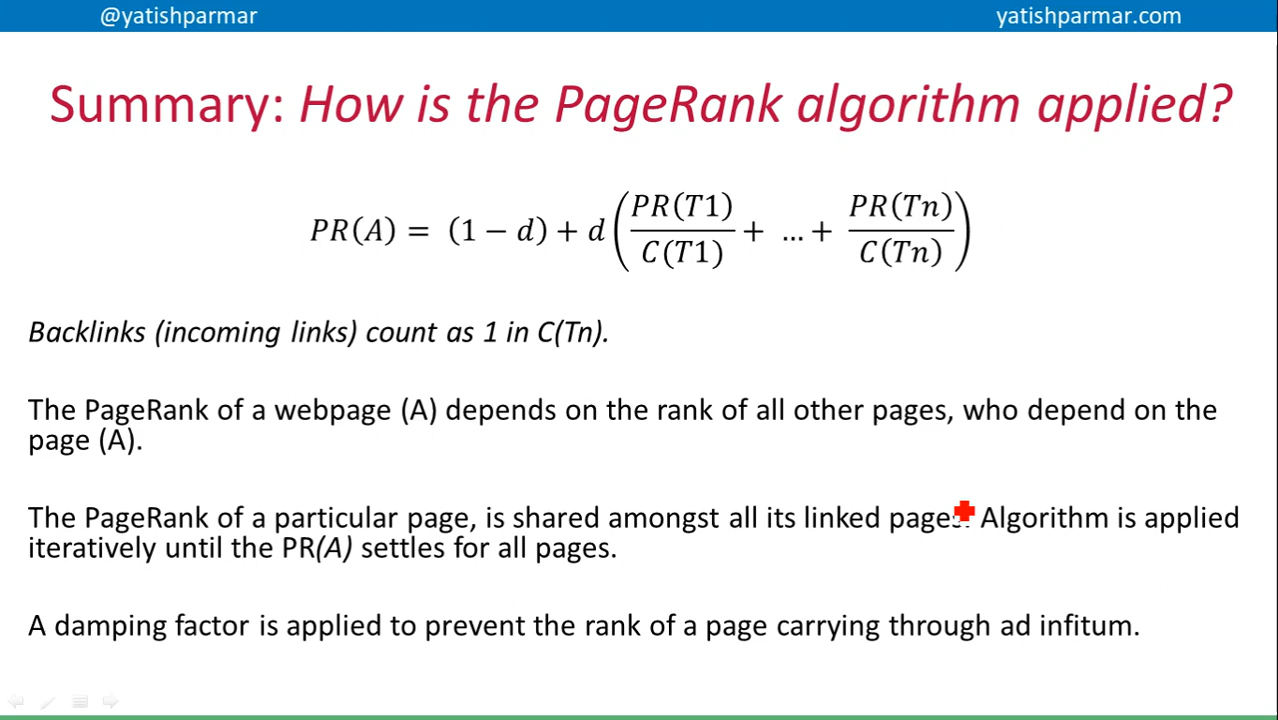 @yatishparmar
yatishparmar.com
Summary: How is the PageRank algorithm applied?
PR(A) = (1 − d) + d(PR(T1)/C(T1) + … + PR(Tn)/C(Tn))
Backlinks (incoming links) count as 1 in C(Tn).
The PageRank of a webpage (A) depends on the rank of all other pages, who depend on the
page (A).
The PageRank of a particular page, is shared amongst all its linked pages. Algorithm is applied
iteratively until the PR(A) settles for all pages.
A damping factor is applied to prevent the rank of a page carrying through ad infitum.